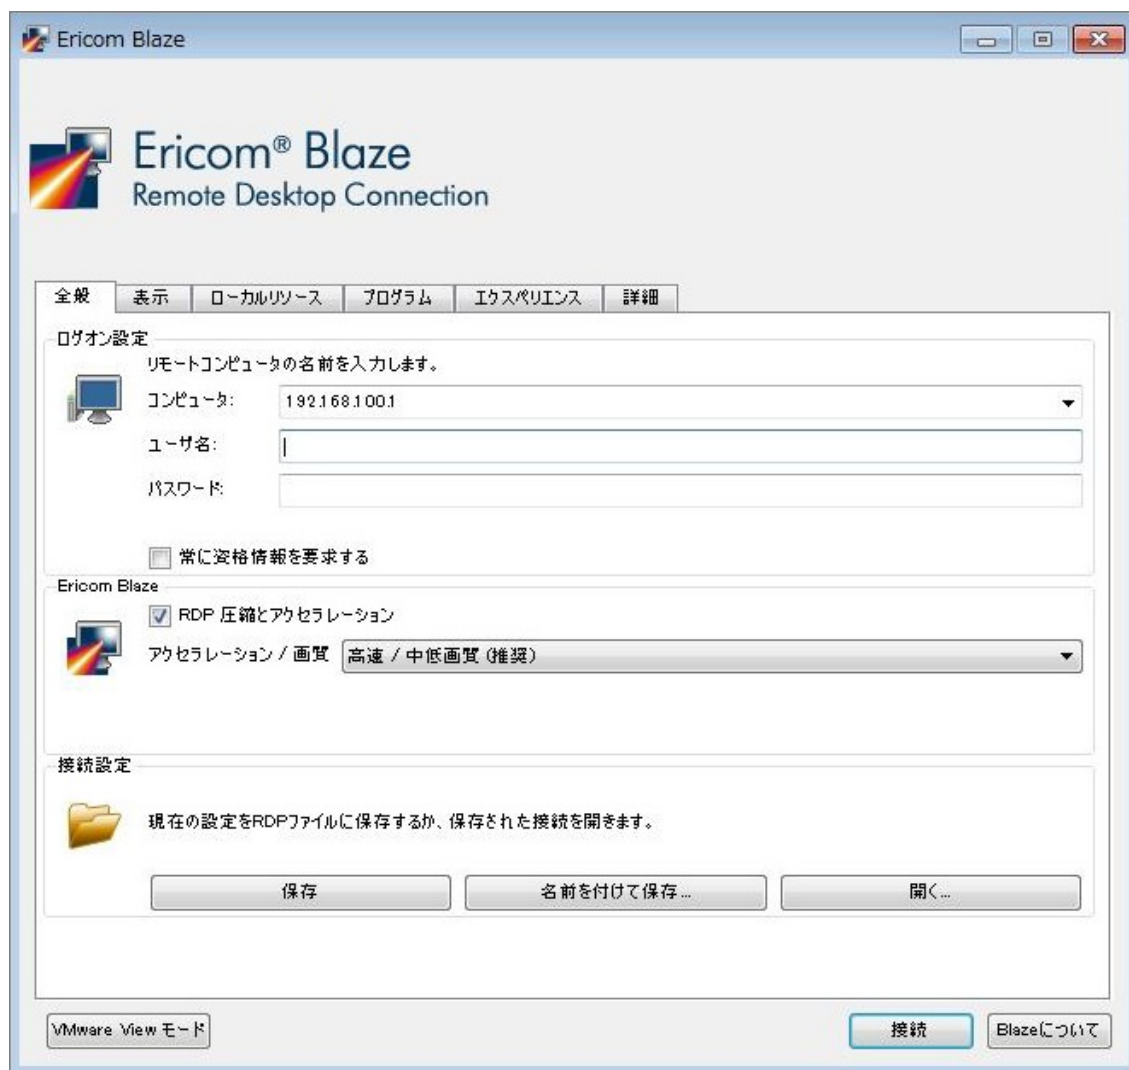 Ericom Blaze
Ericom® Blaze
Remote Desktop Connection
全般 表示 ローカルリソース プログラム エクスペリエンス 詳細
ログオン設定
リモートコンピュータの名前を入力します。
コンピュータ: 192.168.100.1
ユーザ名:
パスワード:
常に資格情報を要求する
Ericom Blaze
RDP 圧縮とアクセラレーション
アクセラレーション / 画質 高速 / 中低画質 (推奨)
接続設定
現在の設定をRDPファイルに保存するか、保存された接続を開きます。
保存 名前を付けて保存... 開く...
VMware View モード 接続 Blazeについて